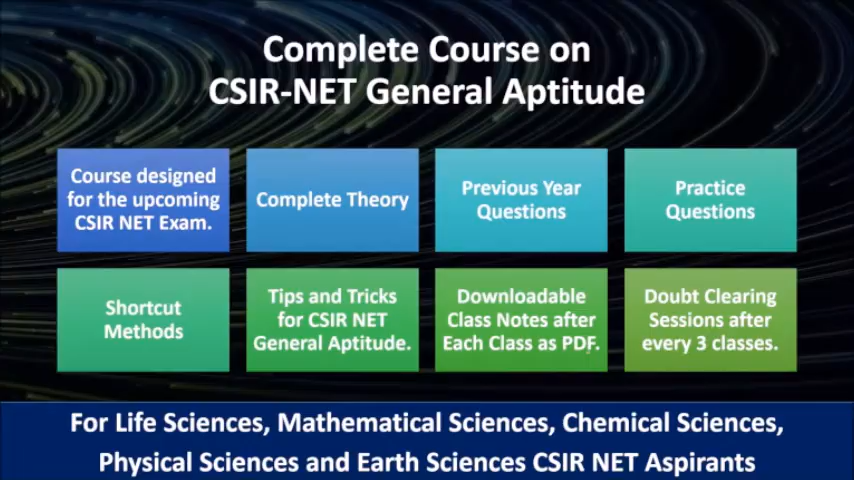 Complete Course on
CSIR-NET General Aptitude
Course designed
for the upcoming
CSIR NET Exam.
Complete Theory
Previous Year
Questions
Practice
Questions
Shortcut
Methods
Tips and Tricks
for CSIR NET
General Aptitude.
Downloadable
Class Notes after
Each Class as PDF.
Doubt Clearing
Sessions after
every 3 classes.
For Life Sciences, Mathematical Sciences, Chemical Sciences,
Physical Sciences and Earth Sciences CSIR NET Aspirants